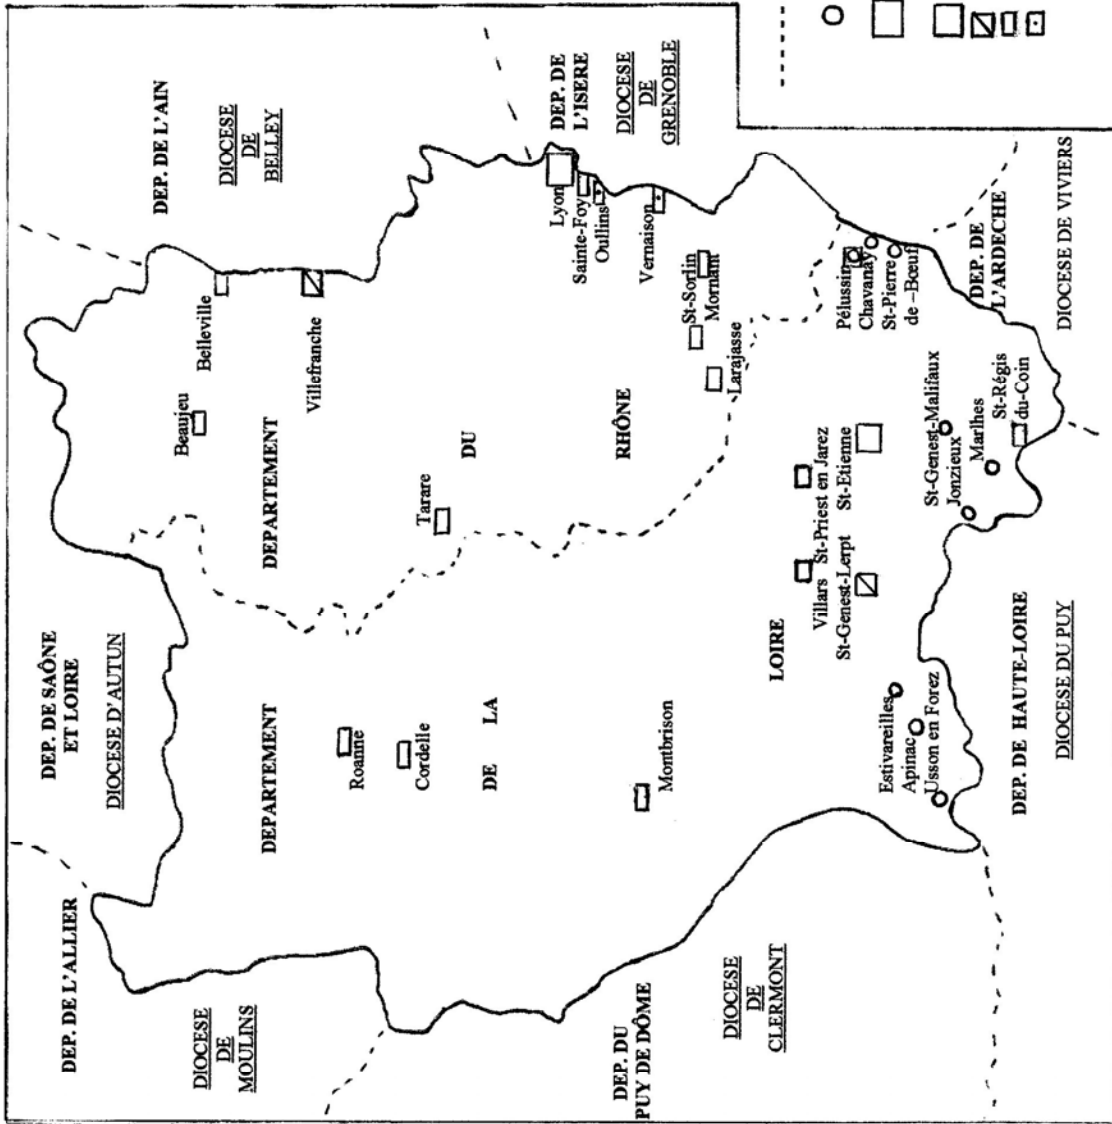 DEP. DE L'ALLIER
DEP. DE SAÔNE
ET LOIRE
DIOCESE D'AUTUN
DEP. DE L'AIN
DIOCESE
DE
BELLEY
DIOCESE
DE
MOULINS
DEPARTEMENT
Roanne
Cordelle
DE LA
Montbrison
LOIRE
DEPARTEMENT
Beaujeu
Belleville
Villefranche
Tarare
DU
RHÔNE
Lyon
Sainte-Foy
Oullins
Vernaison
St-Sorlin
Mornant
Larajasse
DEP. DE
L'ISERE
DIOCESE
DE
GRENOBLE
DEP. DU
PUY DE DÔME
DIOCESE
DE
CLERMONT
Villars
St-Priest en Jarez
St-Genest-Lerpt
St-Etienne
Pélussin
Chavanay
St-Pierre
de –Bœuf
Estivareilles
Apinac
Usson en Forez
St-Genest-Malifaux
Jonzieux
Marlhes
St-Régis
du-Coin
DEP. DE
L'ARDECHE
DIOCESE DE VIVIERS
DEP. DE HAUTE-LOIRE
DIOCESE DU PUY